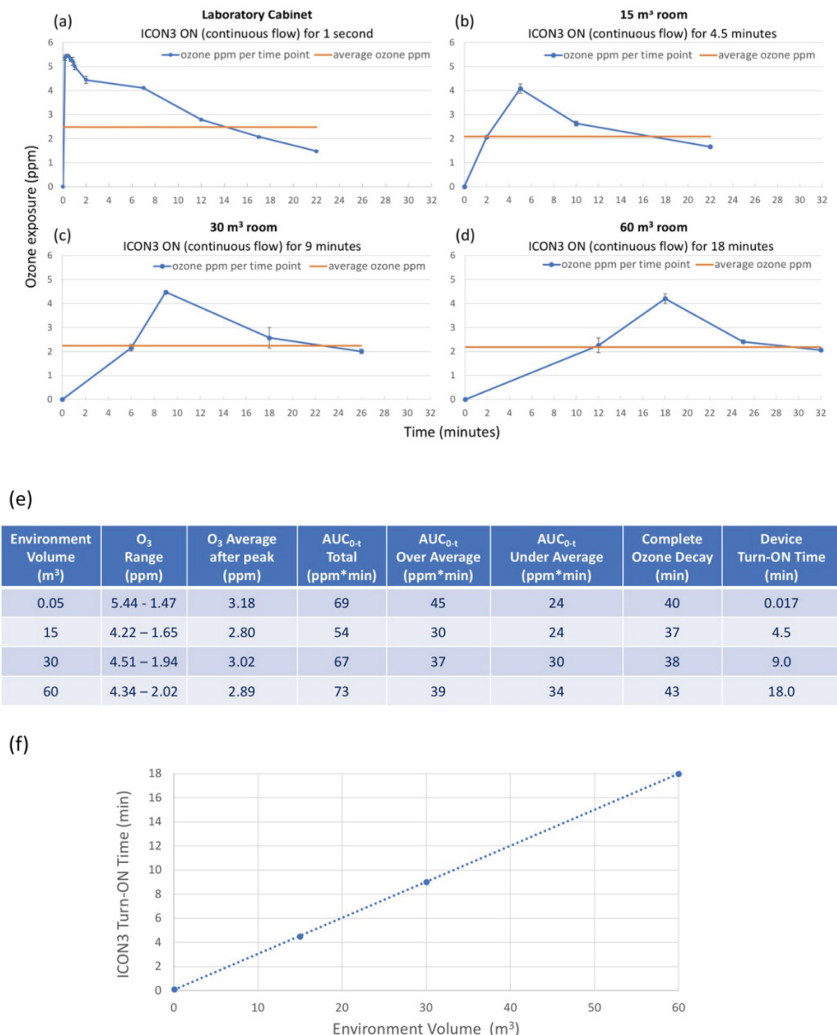 (a)
Laboratory Cabinet
ICON3 ON (continuous flow) for 1 second
ozone ppm per time point
average ozone ppm
6
5
4
3
2
1
0
0 2 4 6 8 10 12 14 16 18 20 22 24 26 28 30 32
(b)
15 m³ room
ICON3 ON (continuous flow) for 4.5 minutes
ozone ppm per time point
average ozone ppm
6
5
4
3
2
1
0
0 2 4 6 8 10 12 14 16 18 20 22 24 26 28 30 32
Ozone exposure (ppm)
(c)
30 m³ room
ICON3 ON (continuous flow) for 9 minutes
ozone ppm per time point
average ozone ppm
6
5
4
3
2
1
0
0 2 4 6 8 10 12 14 16 18 20 22 24 26 28 30 32
(d)
60 m³ room
ICON3 ON (continuous flow) for 18 minutes
ozone ppm per time point
average ozone ppm
6
5
4
3
2
1
0
0 2 4 6 8 10 12 14 16 18 20 22 24 26 28 30 32
Time (minutes)
(e)
Environment Volume (m³) O₃ Range (ppm) O₃ Average after peak (ppm) AUC₀₋ₜ Total (ppm*min) AUC₀₋ₜ Over Average (ppm*min) AUC₀₋ₜ Under Average (ppm*min) Complete Ozone Decay (min) Device Turn-ON Time (min)
0.05 5.44 - 1.47 3.18 69 45 24 40 0.017
15 4.22 – 1.65 2.80 54 30 24 37 4.5
30 4.51 – 1.94 3.02 67 37 30 38 9.0
60 4.34 – 2.02 2.89 73 39 34 43 18.0
(f)
ICON3 Turn-ON Time (min)
18
16
14
12
10
8
6
4
2
0
0 10 20 30 40 50 60
Environment Volume (m³)